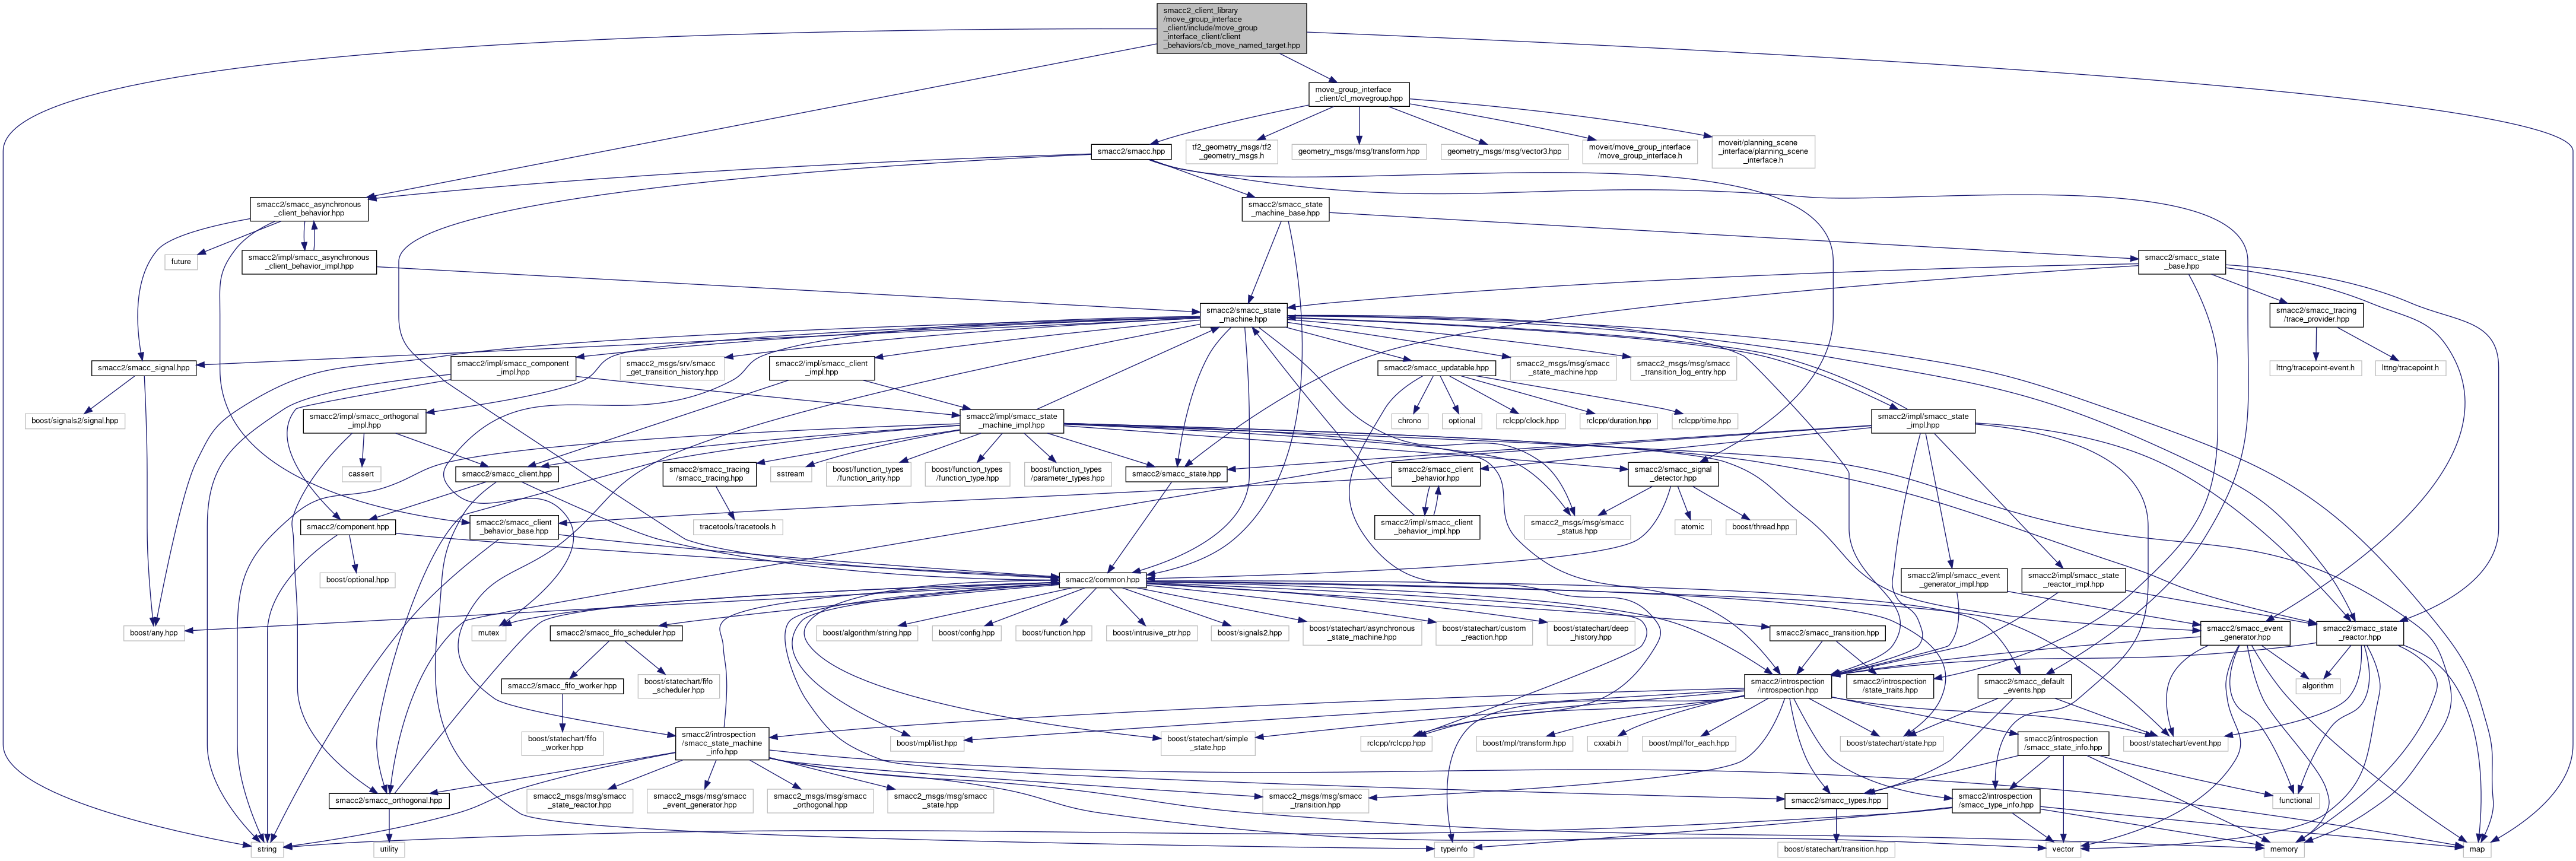 smacc2_client_library
/move_group_interface
_client/include/move_group
_interface_client/client
_behaviors/cb_move_named_target.hpp
move_group_interface
_client/cl_movegroup.hpp
smacc2/smacc.hpp
tf2_geometry_msgs/tf2
_geometry_msgs.h
geometry_msgs/msg/transform.hpp
geometry_msgs/msg/vector3.hpp
moveit/move_group_interface
/move_group_interface.h
moveit/planning_scene
_interface/planning_scene
_interface.h
smacc2/smacc_asynchronous
_client_behavior.hpp
smacc2/smacc_state
_machine_base.hpp
future
smacc2/impl/smacc_asynchronous
_client_behavior_impl.hpp
smacc2/smacc_state
_base.hpp
smacc2/smacc_state
_machine.hpp
smacc2/smacc_tracing
/trace_provider.hpp
smacc2/smacc_signal.hpp
smacc2/impl/smacc_component
_impl.hpp
smacc2_msgs/srv/smacc
_get_transition_history.hpp
smacc2/impl/smacc_client
_impl.hpp
smacc2/smacc_updatable.hpp
smacc2_msgs/msg/smacc
_state_machine.hpp
smacc2_msgs/msg/smacc
_transition_log_entry.hpp
lttng/tracepoint-event.h
lttng/tracepoint.h
boost/signals2/signal.hpp
smacc2/impl/smacc_orthogonal
_impl.hpp
smacc2/impl/smacc_state
_machine_impl.hpp
chrono
optional
rclcpp/clock.hpp
rclcpp/duration.hpp
rclcpp/time.hpp
smacc2/impl/smacc_state
_impl.hpp
cassert
smacc2/smacc_client.hpp
smacc2/smacc_tracing
/smacc_tracing.hpp
sstream
boost/function_types
/function_arity.hpp
boost/function_types
/function_type.hpp
boost/function_types
/parameter_types.hpp
smacc2/smacc_state.hpp
smacc2/smacc_client
_behavior.hpp
smacc2/smacc_signal
_detector.hpp
smacc2/component.hpp
smacc2/smacc_client
_behavior_base.hpp
tracetools/tracetools.h
smacc2/impl/smacc_client
_behavior_impl.hpp
smacc2_msgs/msg/smacc
_status.hpp
atomic
boost/thread.hpp
boost/optional.hpp
smacc2/common.hpp
smacc2/impl/smacc_event
_generator_impl.hpp
smacc2/impl/smacc_state
_reactor_impl.hpp
boost/any.hpp
mutex
smacc2/smacc_fifo_scheduler.hpp
boost/algorithm/string.hpp
boost/config.hpp
boost/function.hpp
boost/intrusive_ptr.hpp
boost/signals2.hpp
boost/statechart/asynchronous
_state_machine.hpp
boost/statechart/custom
_reaction.hpp
boost/statechart/deep
_history.hpp
smacc2/smacc_transition.hpp
smacc2/smacc_event
_generator.hpp
smacc2/smacc_state
_reactor.hpp
smacc2/smacc_fifo_worker.hpp
boost/statechart/fifo
_scheduler.hpp
smacc2/introspection
/introspection.hpp
smacc2/introspection
/state_traits.hpp
smacc2/smacc_default
_events.hpp
algorithm
smacc2/introspection
/smacc_state_machine
_info.hpp
boost/statechart/fifo
_worker.hpp
boost/mpl/list.hpp
boost/statechart/simple
_state.hpp
rclcpp/rclcpp.hpp
boost/mpl/transform.hpp
cxxabi.h
boost/mpl/for_each.hpp
boost/statechart/state.hpp
smacc2/introspection
/smacc_state_info.hpp
boost/statechart/event.hpp
smacc2/smacc_orthogonal.hpp
smacc2_msgs/msg/smacc
_state_reactor.hpp
smacc2_msgs/msg/smacc
_event_generator.hpp
smacc2_msgs/msg/smacc
_orthogonal.hpp
smacc2_msgs/msg/smacc
_state.hpp
smacc2_msgs/msg/smacc
_transition.hpp
smacc2/smacc_types.hpp
smacc2/introspection
/smacc_type_info.hpp
functional
string
utility
typeinfo
boost/statechart/transition.hpp
vector
memory
map